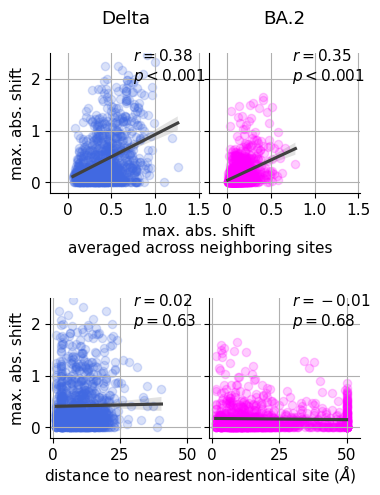 Delta BA.2
r = 0.38 r = 0.35
p < 0.001 p < 0.001
2
1
0
max. abs. shift
0.0 0.5 1.0 1.5 0.0 0.5 1.0 1.5
max. abs. shift
averaged across neighboring sites
r = 0.02 r = −0.01
p = 0.63 p = 0.68
2
1
0
max. abs. shift
0 25 50 0 25 50
distance to nearest non-identical site (Å)